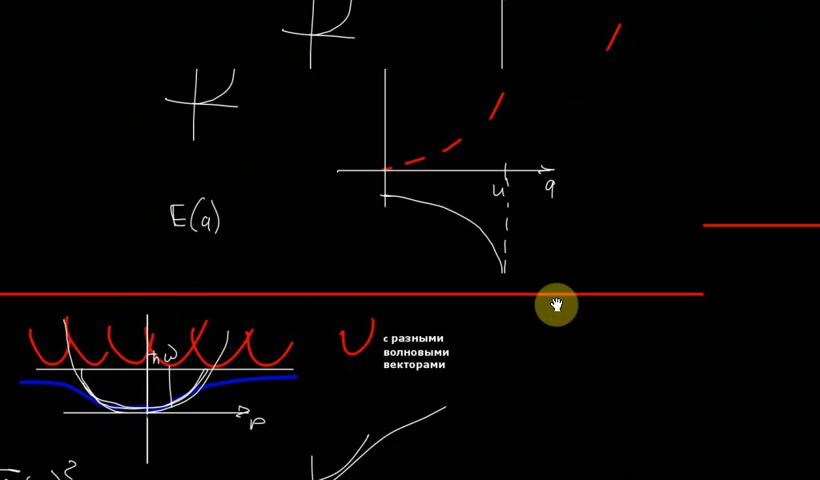 u q
E(q)
ħω
с разными
волновыми
векторами
p